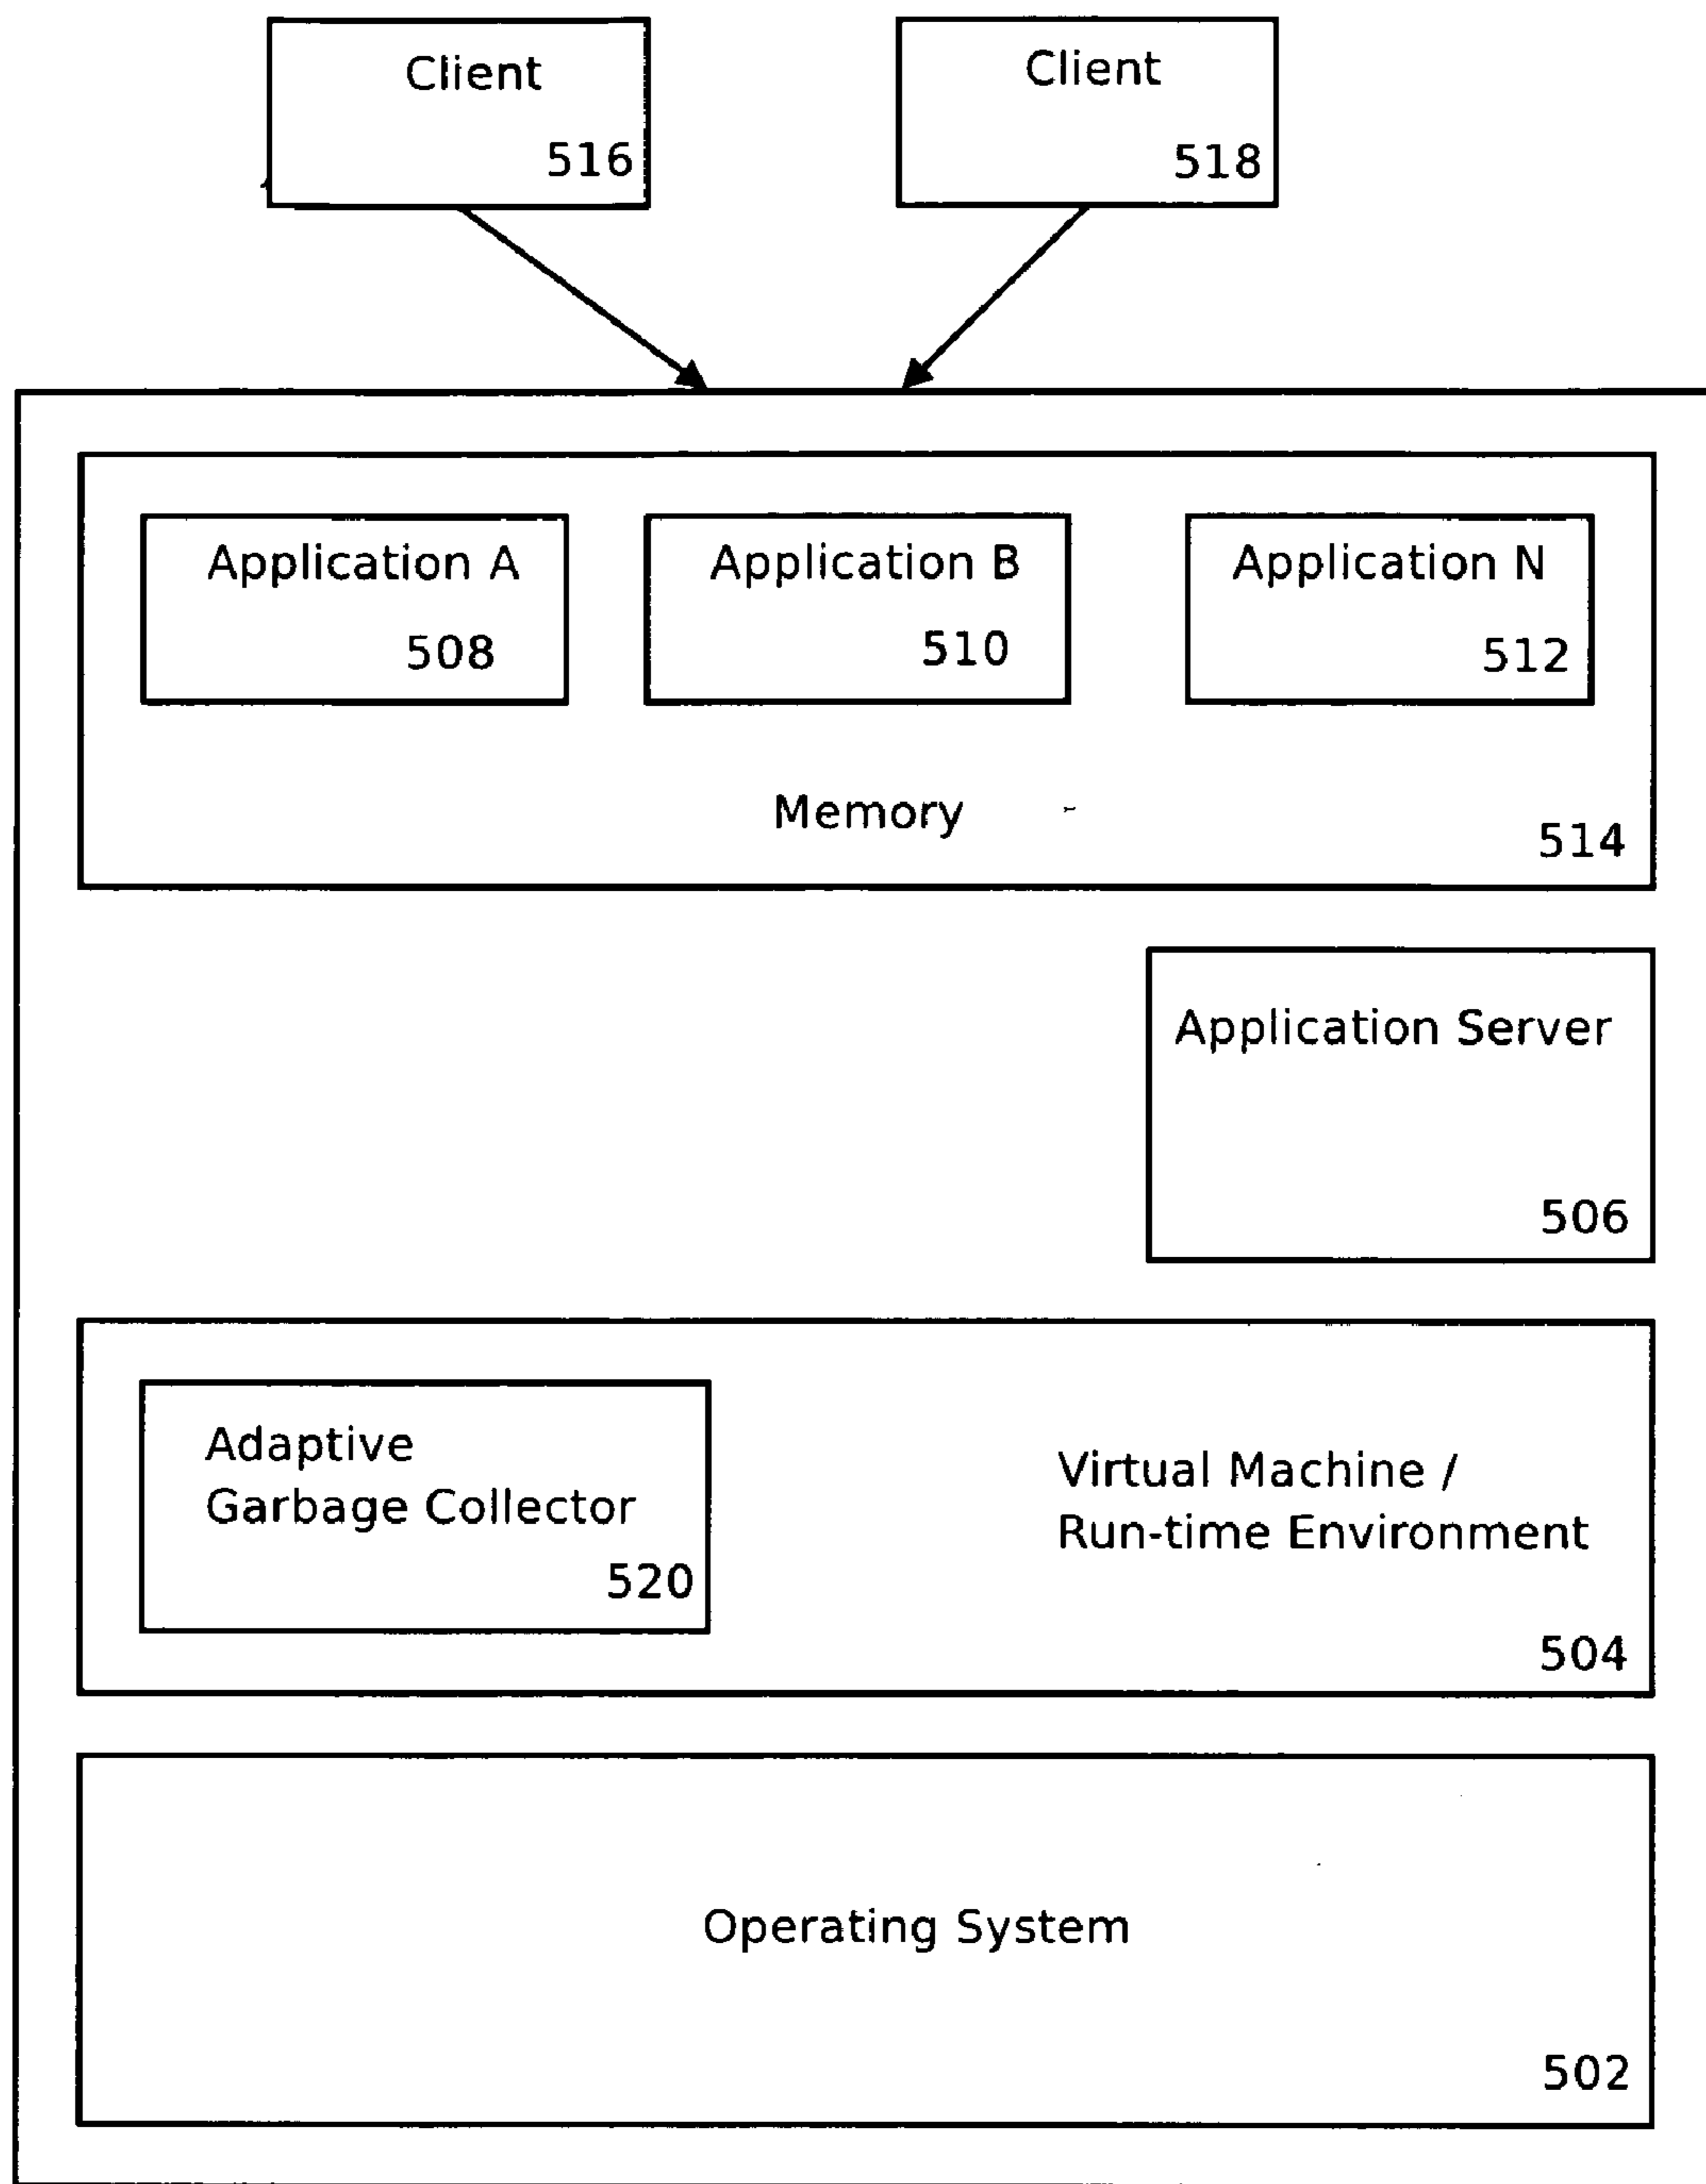 Client
516
Client
518
Application A
508
Application B
510
Application N
512
Memory
514
Application Server
506
Adaptive
Garbage Collector
520
Virtual Machine /
Run-time Environment
504
Operating System
502